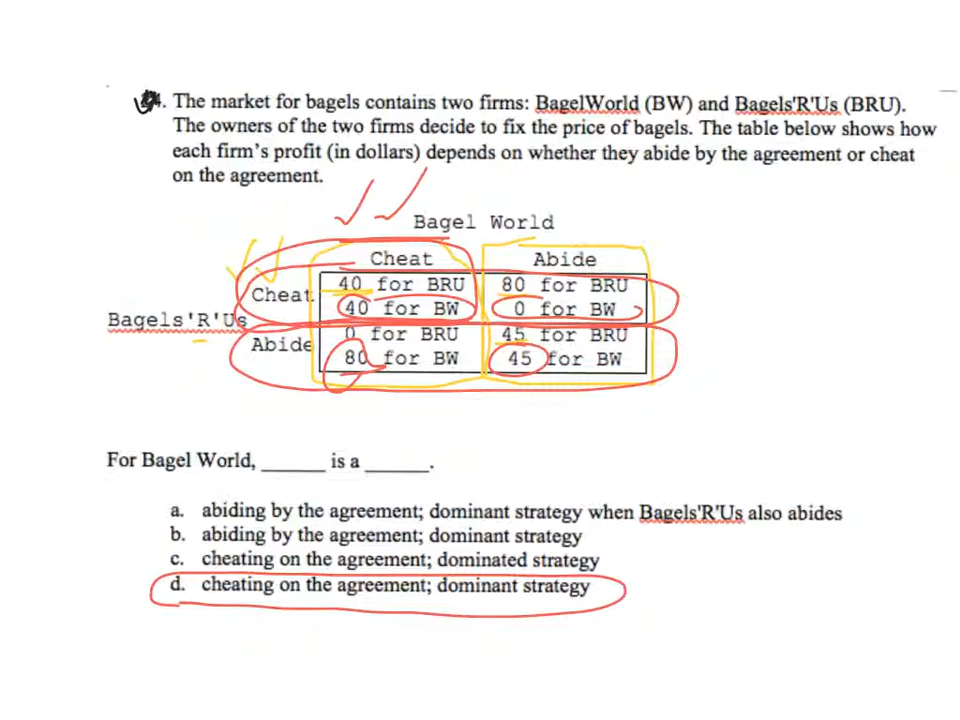 The market for bagels contains two firms: BagelWorld (BW) and Bagels'R'Us (BRU).
The owners of the two firms decide to fix the price of bagels. The table below shows how
each firm's profit (in dollars) depends on whether they abide by the agreement or cheat
on the agreement.
Bagel World
Cheat Abide
Cheat 40 for BRU 80 for BRU
40 for BW 0 for BW
Bagels'R'Us
Abide 0 for BRU 45 for BRU
80 for BW 45 for BW
For Bagel World, ______ is a ______.
a. abiding by the agreement; dominant strategy when Bagels'R'Us also abides
b. abiding by the agreement; dominant strategy
c. cheating on the agreement; dominated strategy
d. cheating on the agreement; dominant strategy